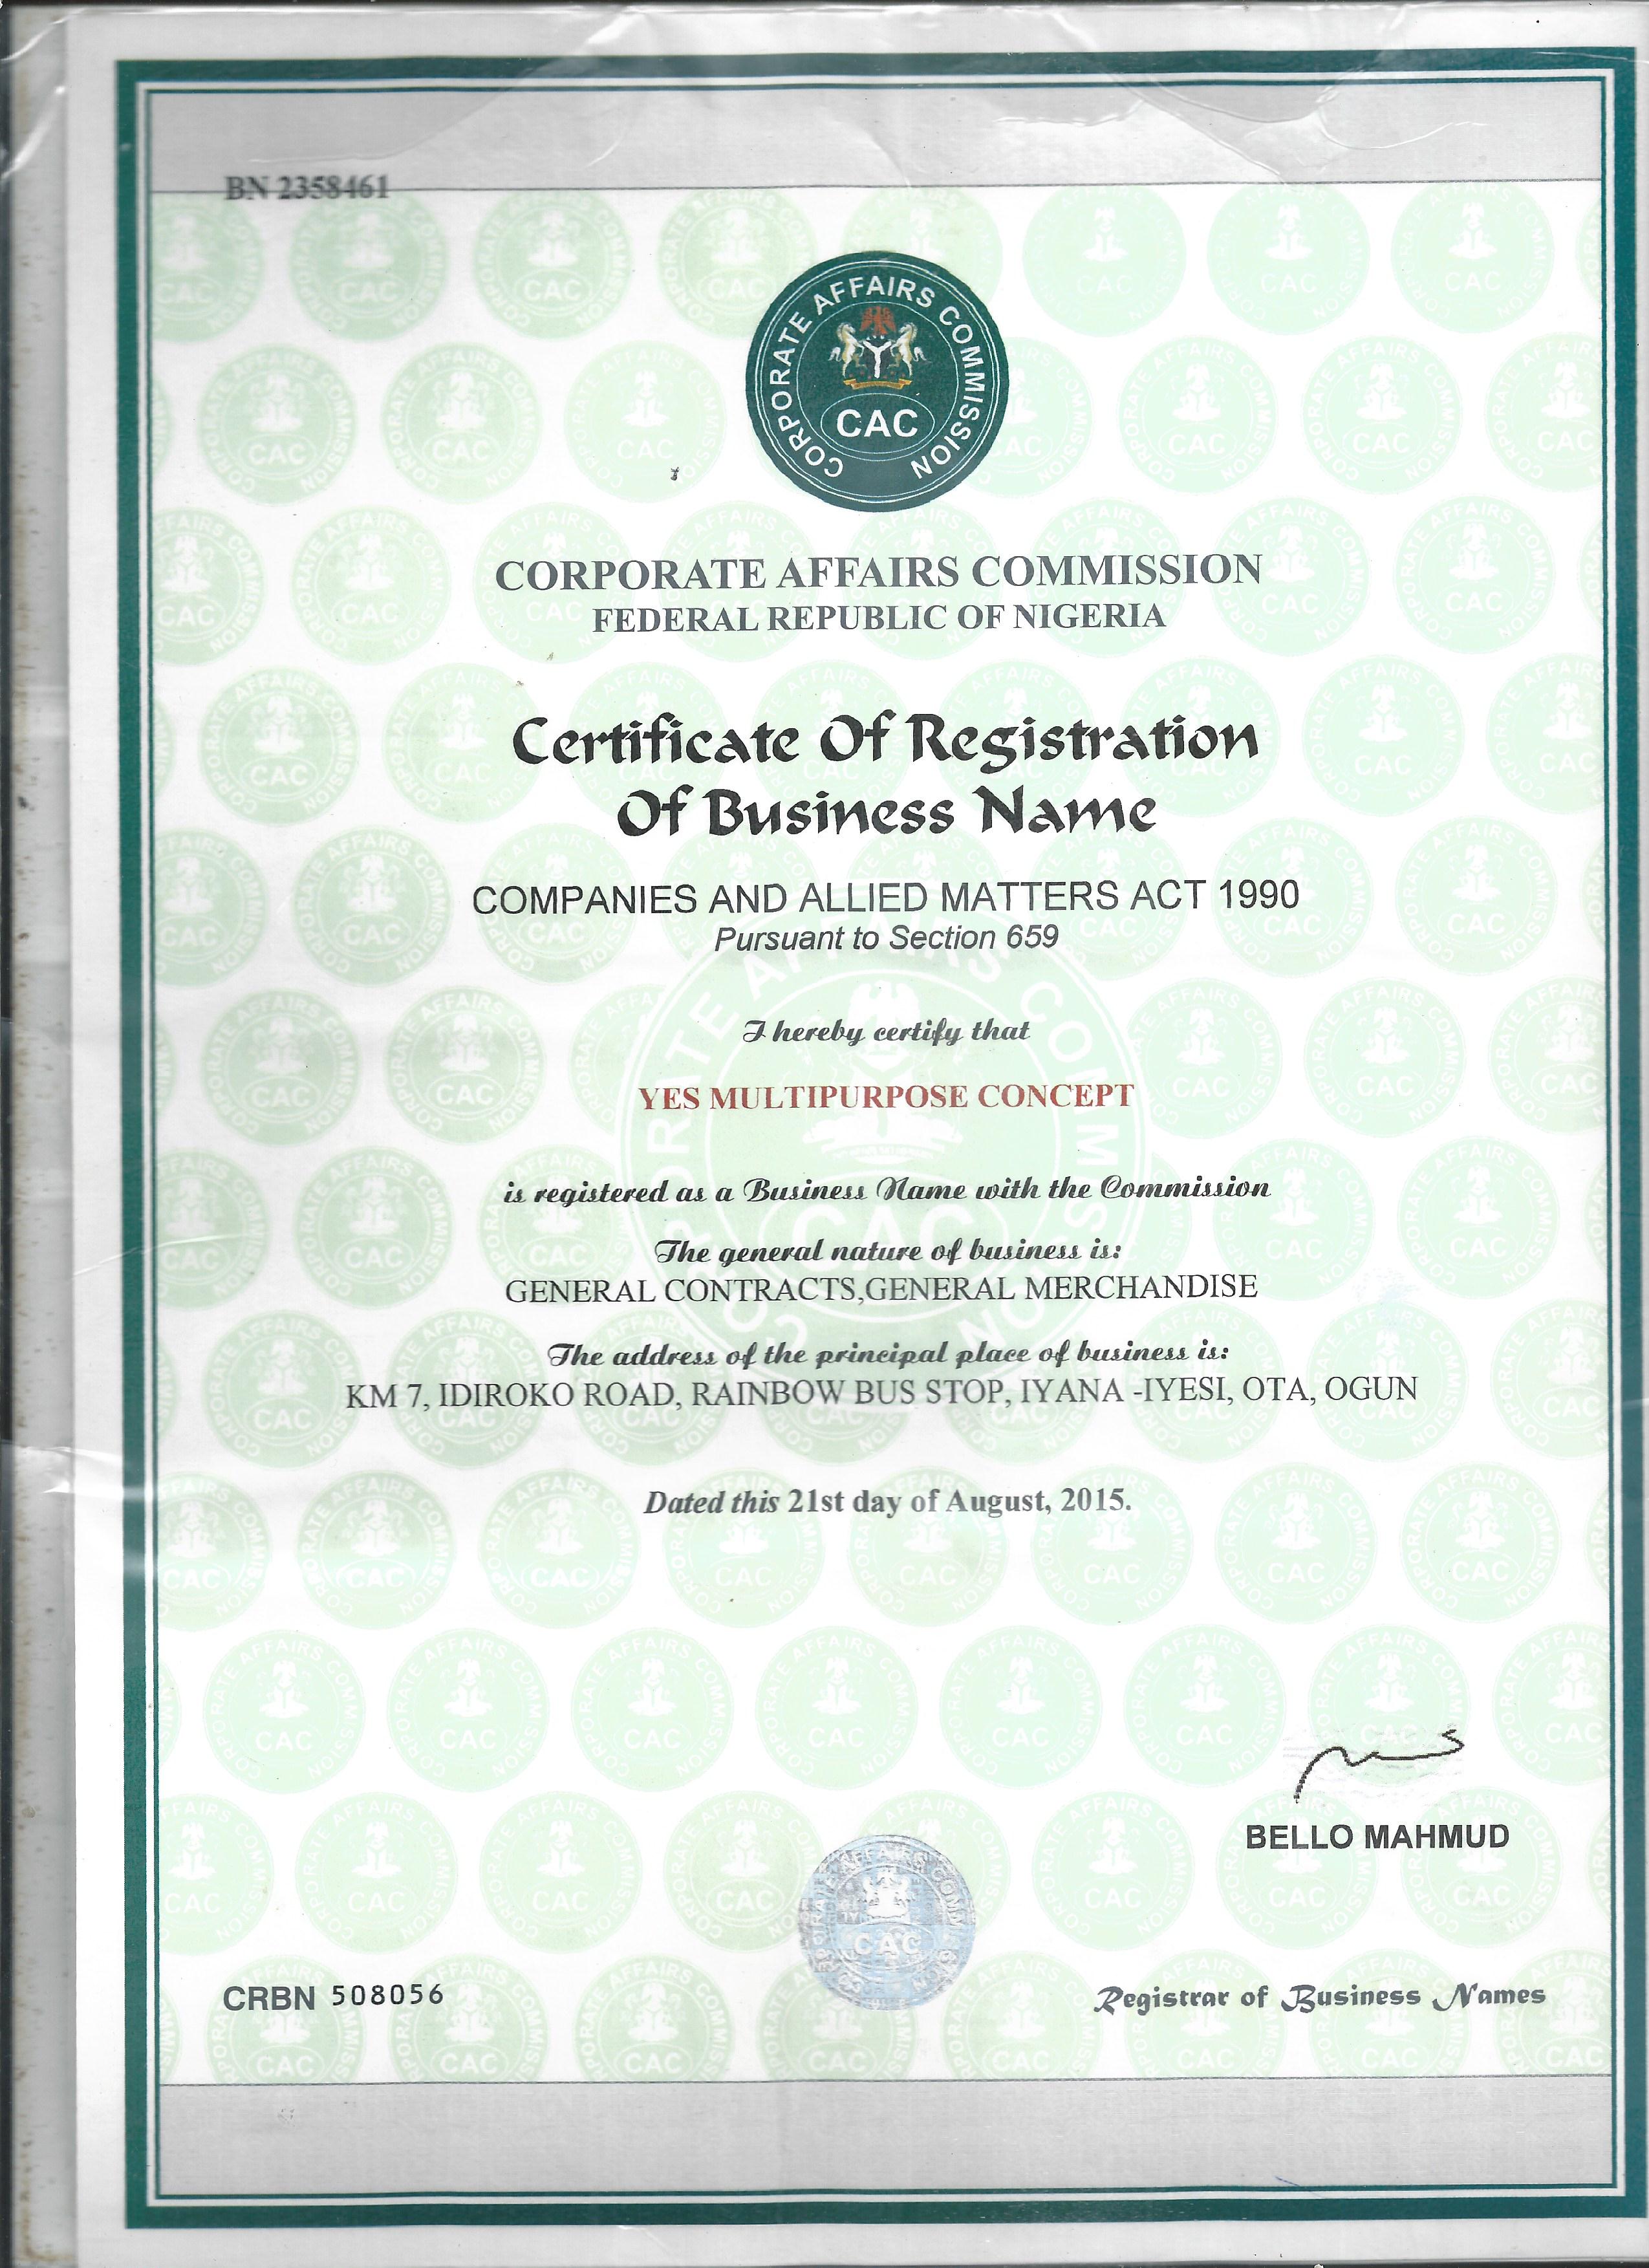 BN 2358461
CORPORATE AFFAIRS COMMISSION
CAC
CORPORATE AFFAIRS COMMISSION
FEDERAL REPUBLIC OF NIGERIA
Certificate Of Registration
Of Business Name
COMPANIES AND ALLIED MATTERS ACT 1990
Pursuant to Section 659
I hereby certify that
YES MULTIPURPOSE CONCEPT
is registered as a Business Name with the Commission
The general nature of business is:
GENERAL CONTRACTS,GENERAL MERCHANDISE
The address of the principal place of business is:
KM 7, IDIROKO ROAD, RAINBOW BUS STOP, IYANA -IYESI, OTA, OGUN
Dated this 21st day of August, 2015.
BELLO MAHMUD
CAC
CRBN 508056
Registrar of Business Names